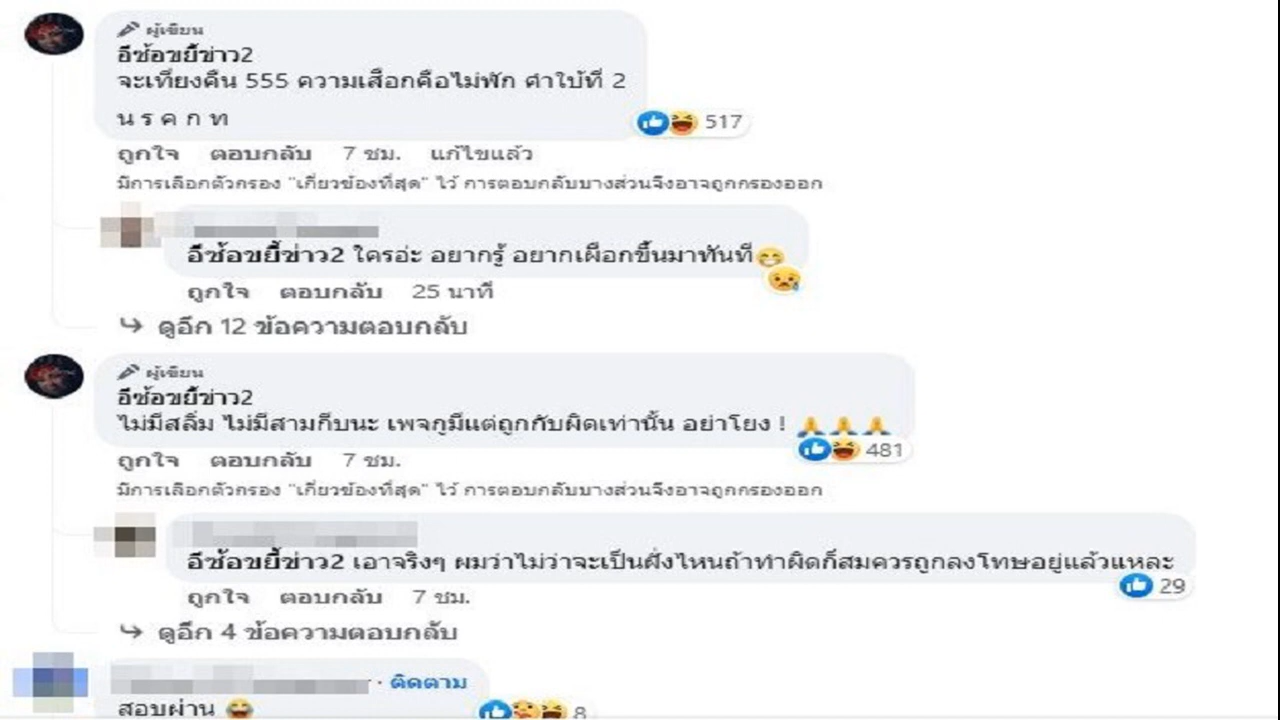 ผู้เขียน
อีซ้อขยี้ข่าว2
จะเที่ยงคืน 555 ความเสือกคือไม่พัก คำใบ้ที่ 2
น ร ค ก ท
517
ถูกใจ ตอบกลับ 7 ชม. แก้ไขแล้ว
มีการเลือกตัวกรอง "เกี่ยวข้องที่สุด" ไว้ การตอบกลับบางส่วนจึงอาจถูกกรองออก
อีซ้อขยี้ข่าว2 ใครอ่ะ อยากรู้ อยากเผือกขึ้นมาทันที😁
ถูกใจ ตอบกลับ 25 นาที
ดูอีก 12 ข้อความตอบกลับ
ผู้เขียน
อีซ้อขยี้ข่าว2
ไม่มีสลิ่ม ไม่มีสามกีบนะ เพจกูมีแต่ถูกกับผิดเท่านั้น อย่าโยง ! 🙏🙏🙏
481
ถูกใจ ตอบกลับ 7 ชม.
มีการเลือกตัวกรอง "เกี่ยวข้องที่สุด" ไว้ การตอบกลับบางส่วนจึงอาจถูกกรองออก
อีซ้อขยี้ข่าว2 เอาจริงๆ ผมว่าไม่ว่าจะเป็นฝั่งไหนถ้าทำผิดก็สมควรถูกลงโทษอยู่แล้วแหละ
29
ถูกใจ ตอบกลับ 7 ชม.
ดูอีก 4 ข้อความตอบกลับ
· ติดตาม
สอบผ่าน 😂
8